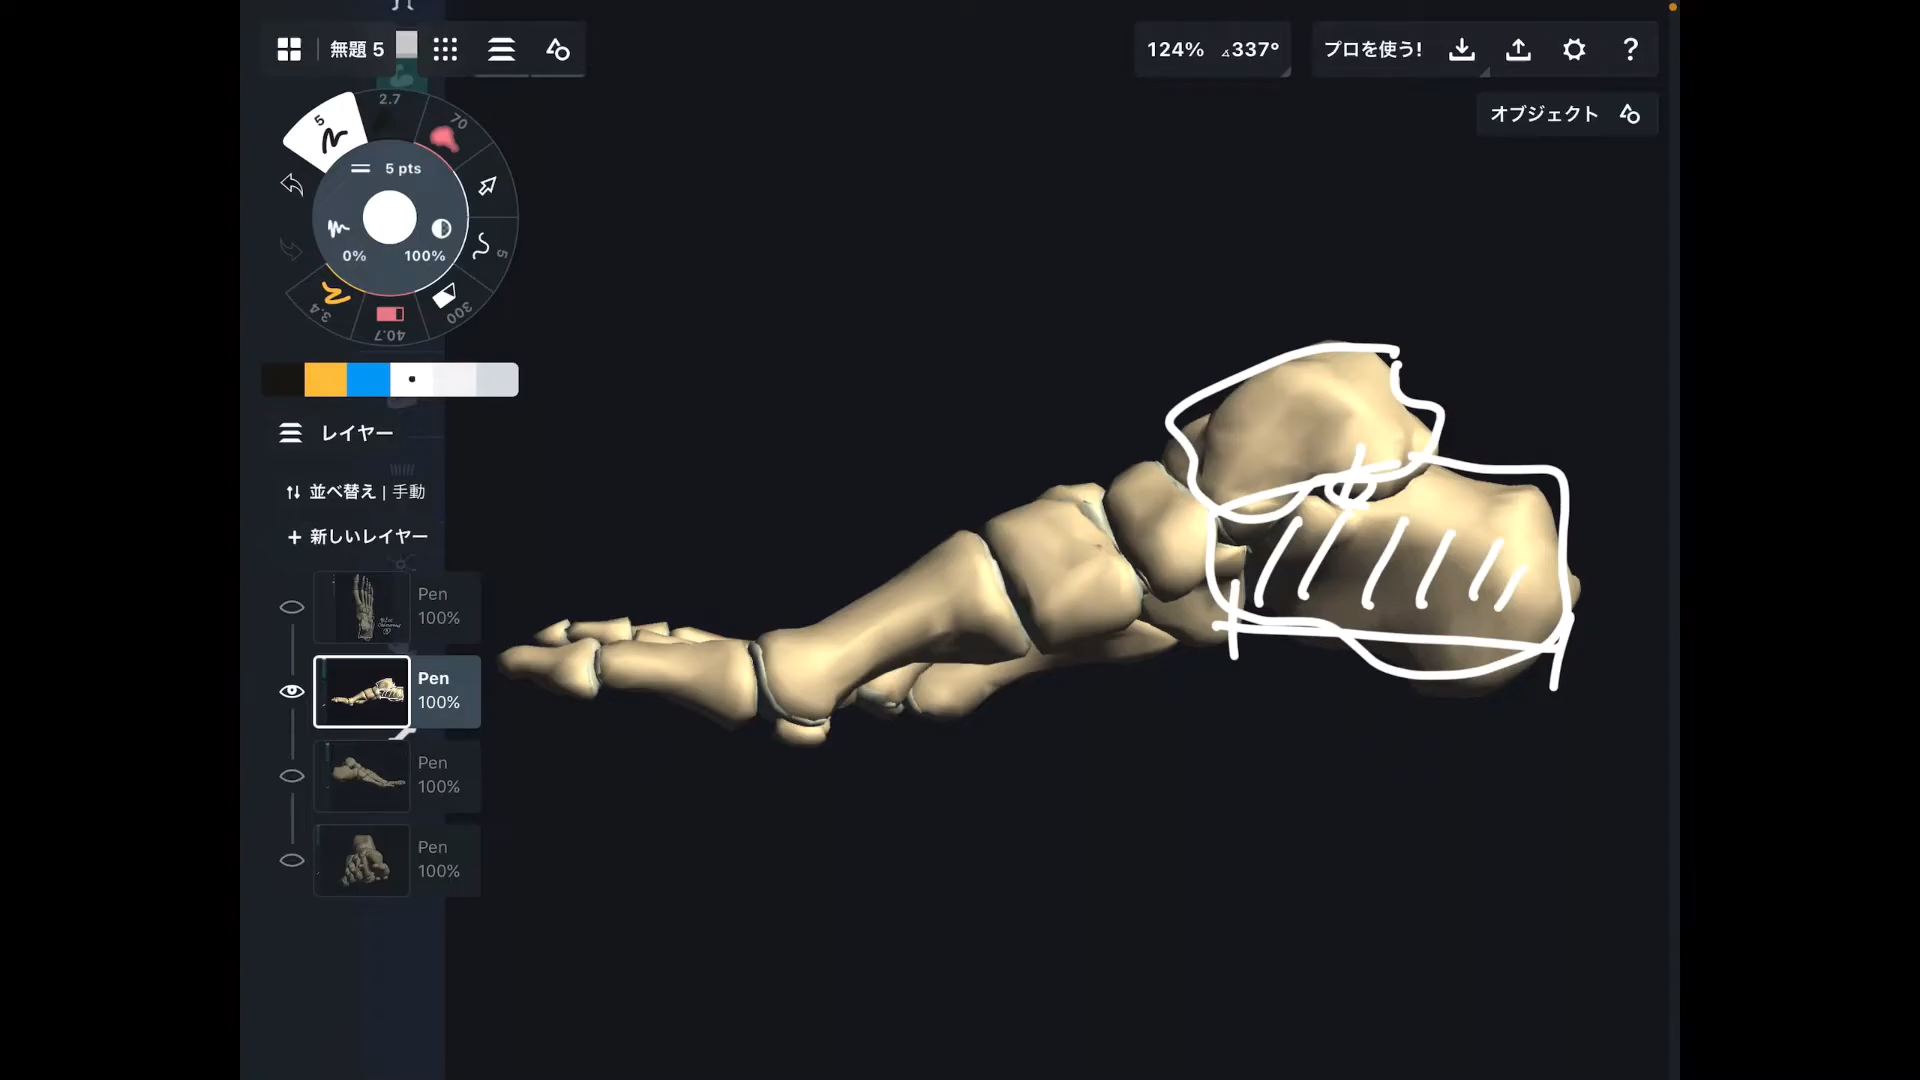 無題 5
124% 337°
プロを使う!
?
オブジェクト
2.7
70
5
5 pts
5
0%
100%
300
40.7
3.4
レイヤー
並べ替え | 手動
+ 新しいレイヤー
Pen
100%
Pen
100%
Pen
100%
Pen
100%